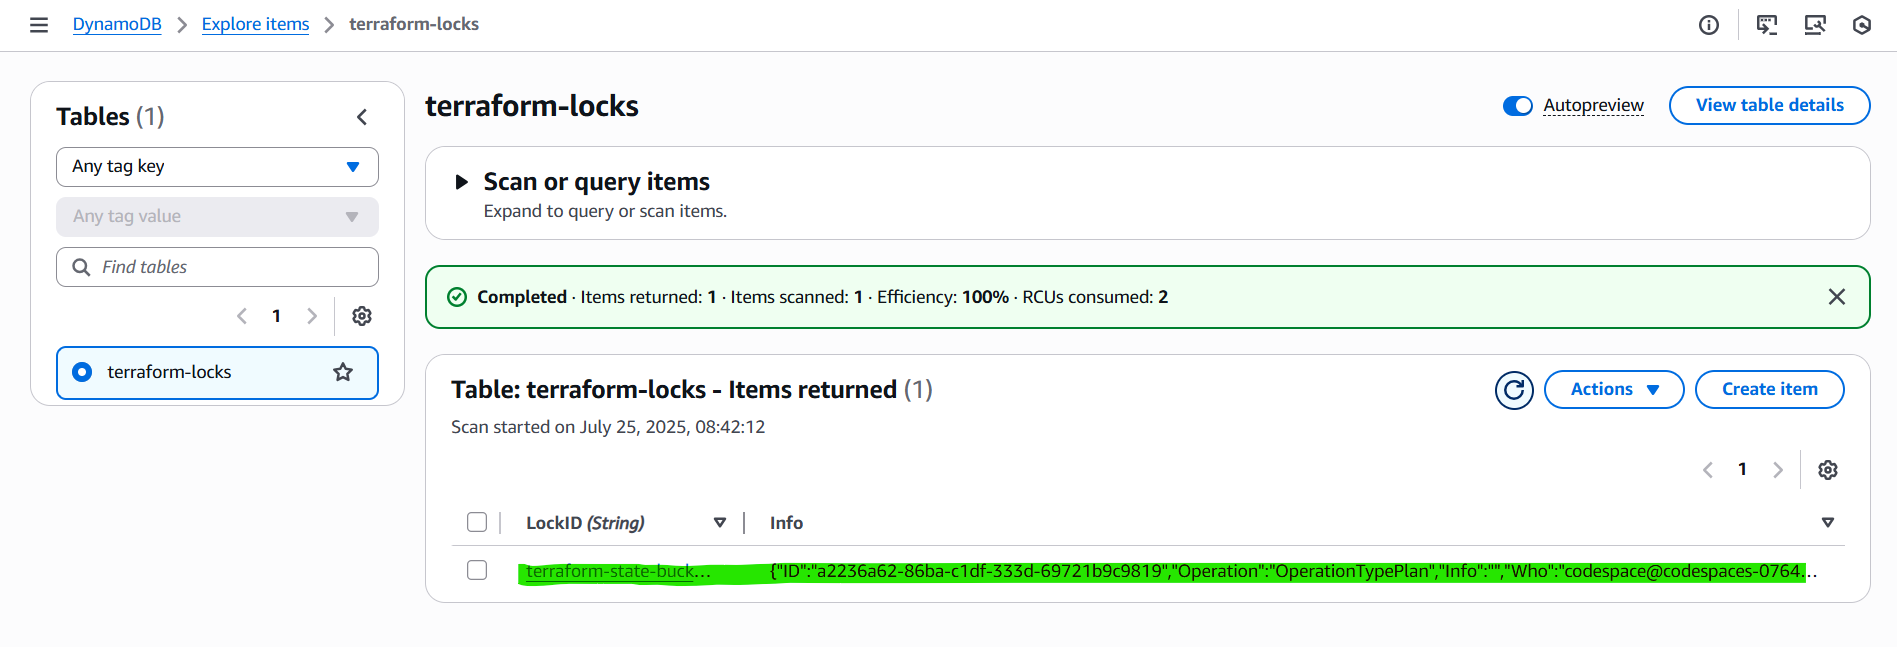 DynamoDB > Explore items > terraform-locks
Tables (1)
Any tag key
Any tag value
Find tables
1
terraform-locks
terraform-locks
Autopreview
View table details
Scan or query items
Expand to query or scan items.
Completed · Items returned: 1 · Items scanned: 1 · Efficiency: 100% · RCUs consumed: 2
Table: terraform-locks - Items returned (1)
Actions
Create item
Scan started on July 25, 2025, 08:42:12
1
LockID (String)
Info
terraform-state-buck... {"ID":"a2236a62-86ba-c1df-333d-69721b9c9819","Operation":"OperationTypePlan","Info":"","Who":"codespace@codespaces-0764...